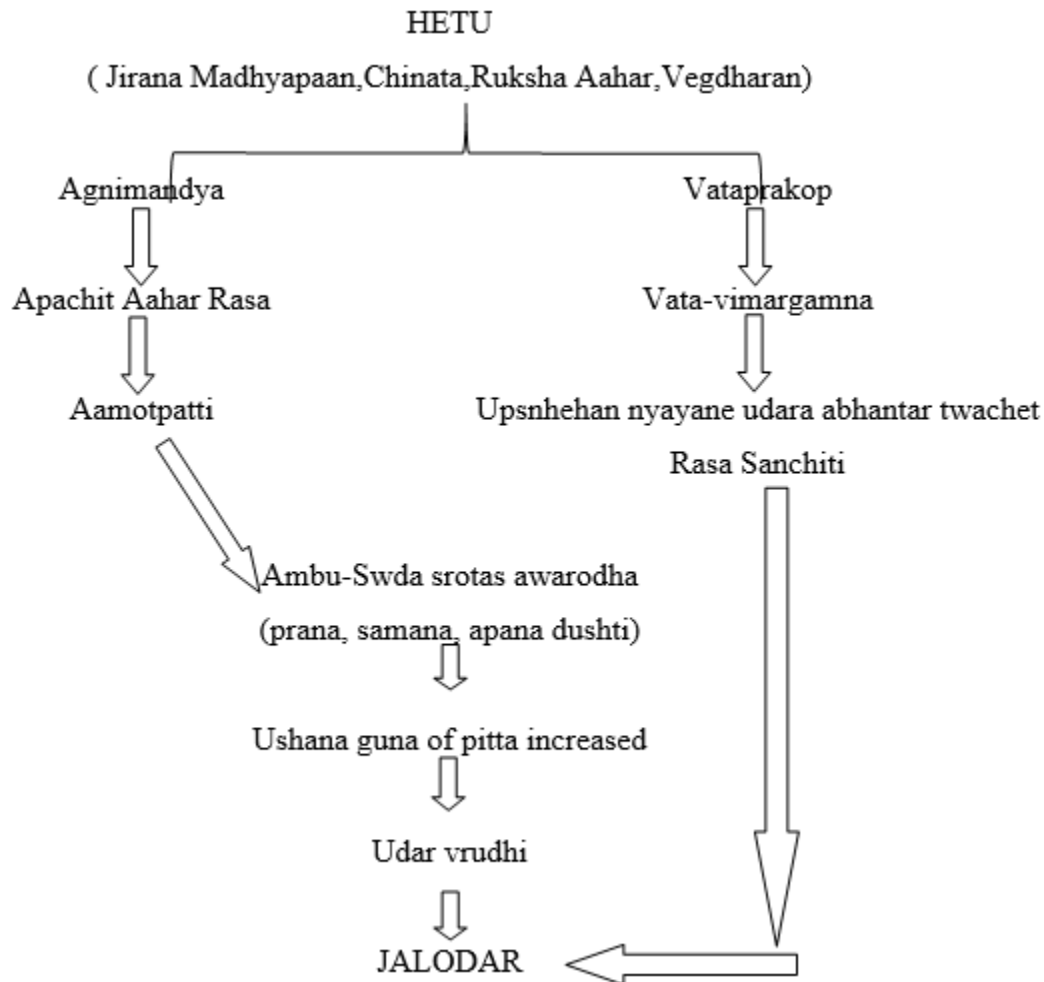 HETU
( Jirana Madhyapaan,Chinata,Ruksha Aahar,Vegdharan)
Agnimandya
Vataprakop
Apachit Aahar Rasa
Vata-vimargamna
Aamotpatti
Upsnhehan nyayane udara abhantar twachet
Rasa Sanchiti
Ambu-Swda srotas awarodha
(prana, samana, apana dushti)
Ushana guna of pitta increased
Udar vrudhi
JALODAR